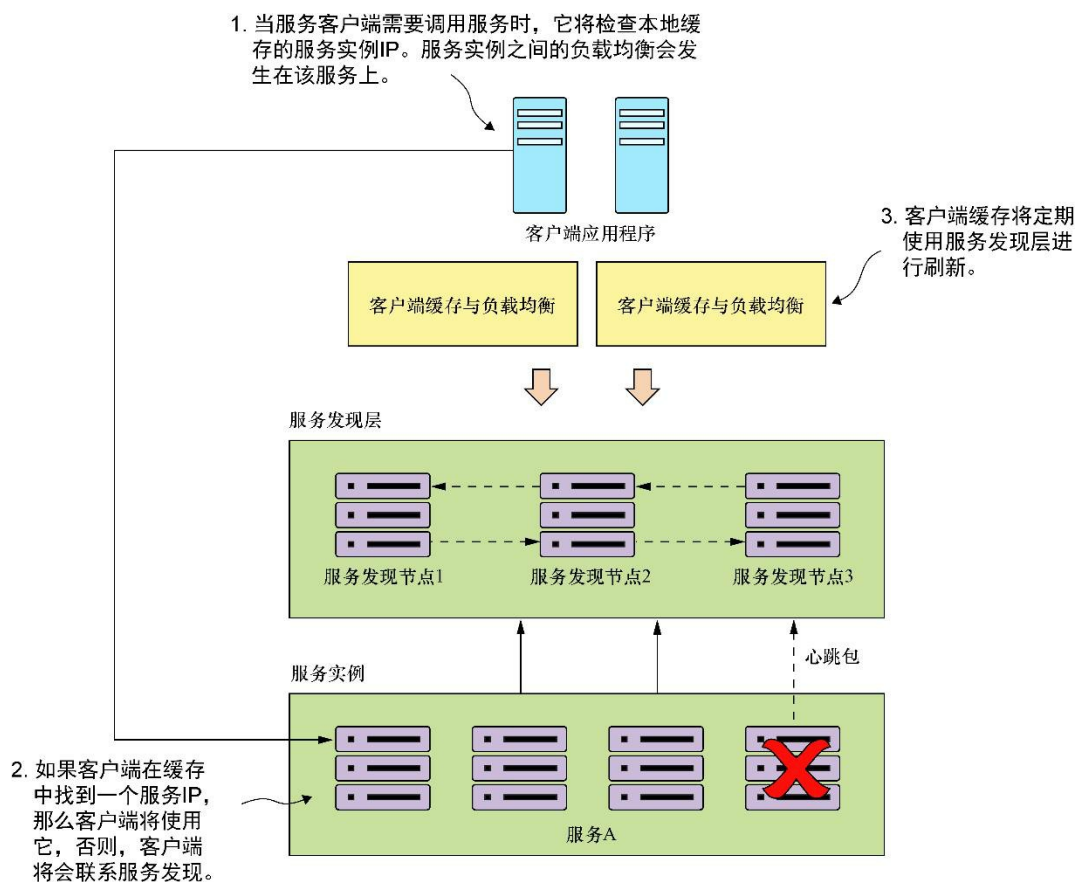 1. 当服务客户端需要调用服务时，它将检查本地缓
存的服务实例IP。服务实例之间的负载均衡会发
生在该服务上。
客户端应用程序
3. 客户端缓存将定期
使用服务发现层进
行刷新。
客户端缓存与负载均衡
客户端缓存与负载均衡
服务发现层
服务发现节点1
服务发现节点2
服务发现节点3
心跳包
服务实例
2. 如果客户端在缓存
中找到一个服务IP，
那么客户端将使用
它，否则，客户端
将会联系服务发现。
服务A